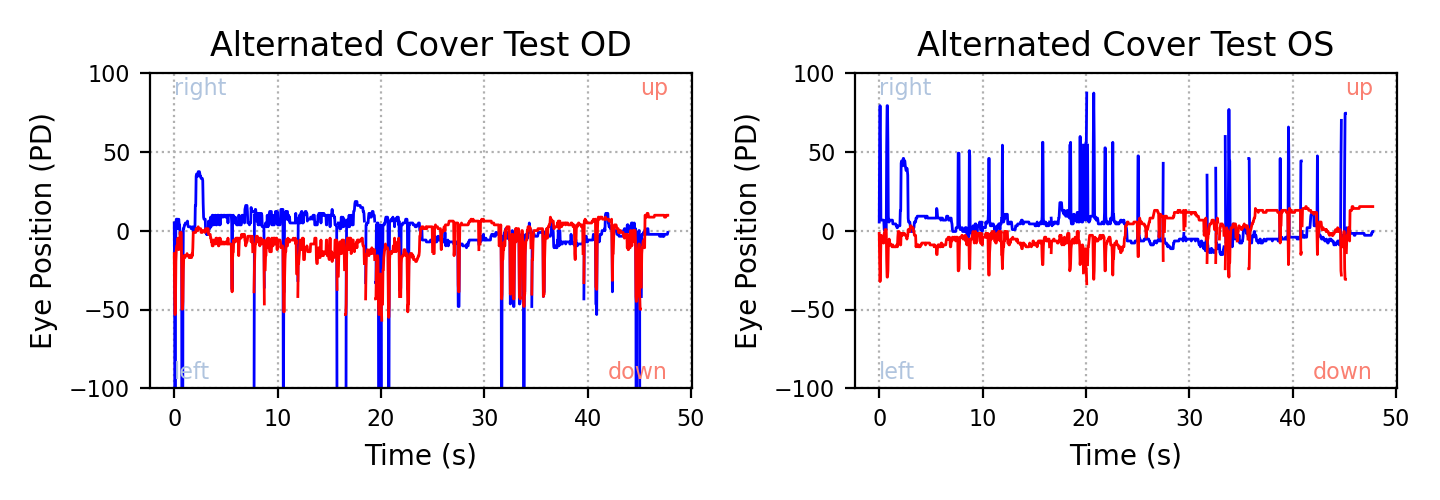 Alternated Cover Test OD
Eye Position (PD)
100
50
0
−50
−100
right
up
left
down
0
10
20
30
40
50
Time (s)
Alternated Cover Test OS
Eye Position (PD)
100
50
0
−50
−100
right
up
left
down
0
10
20
30
40
50
Time (s)